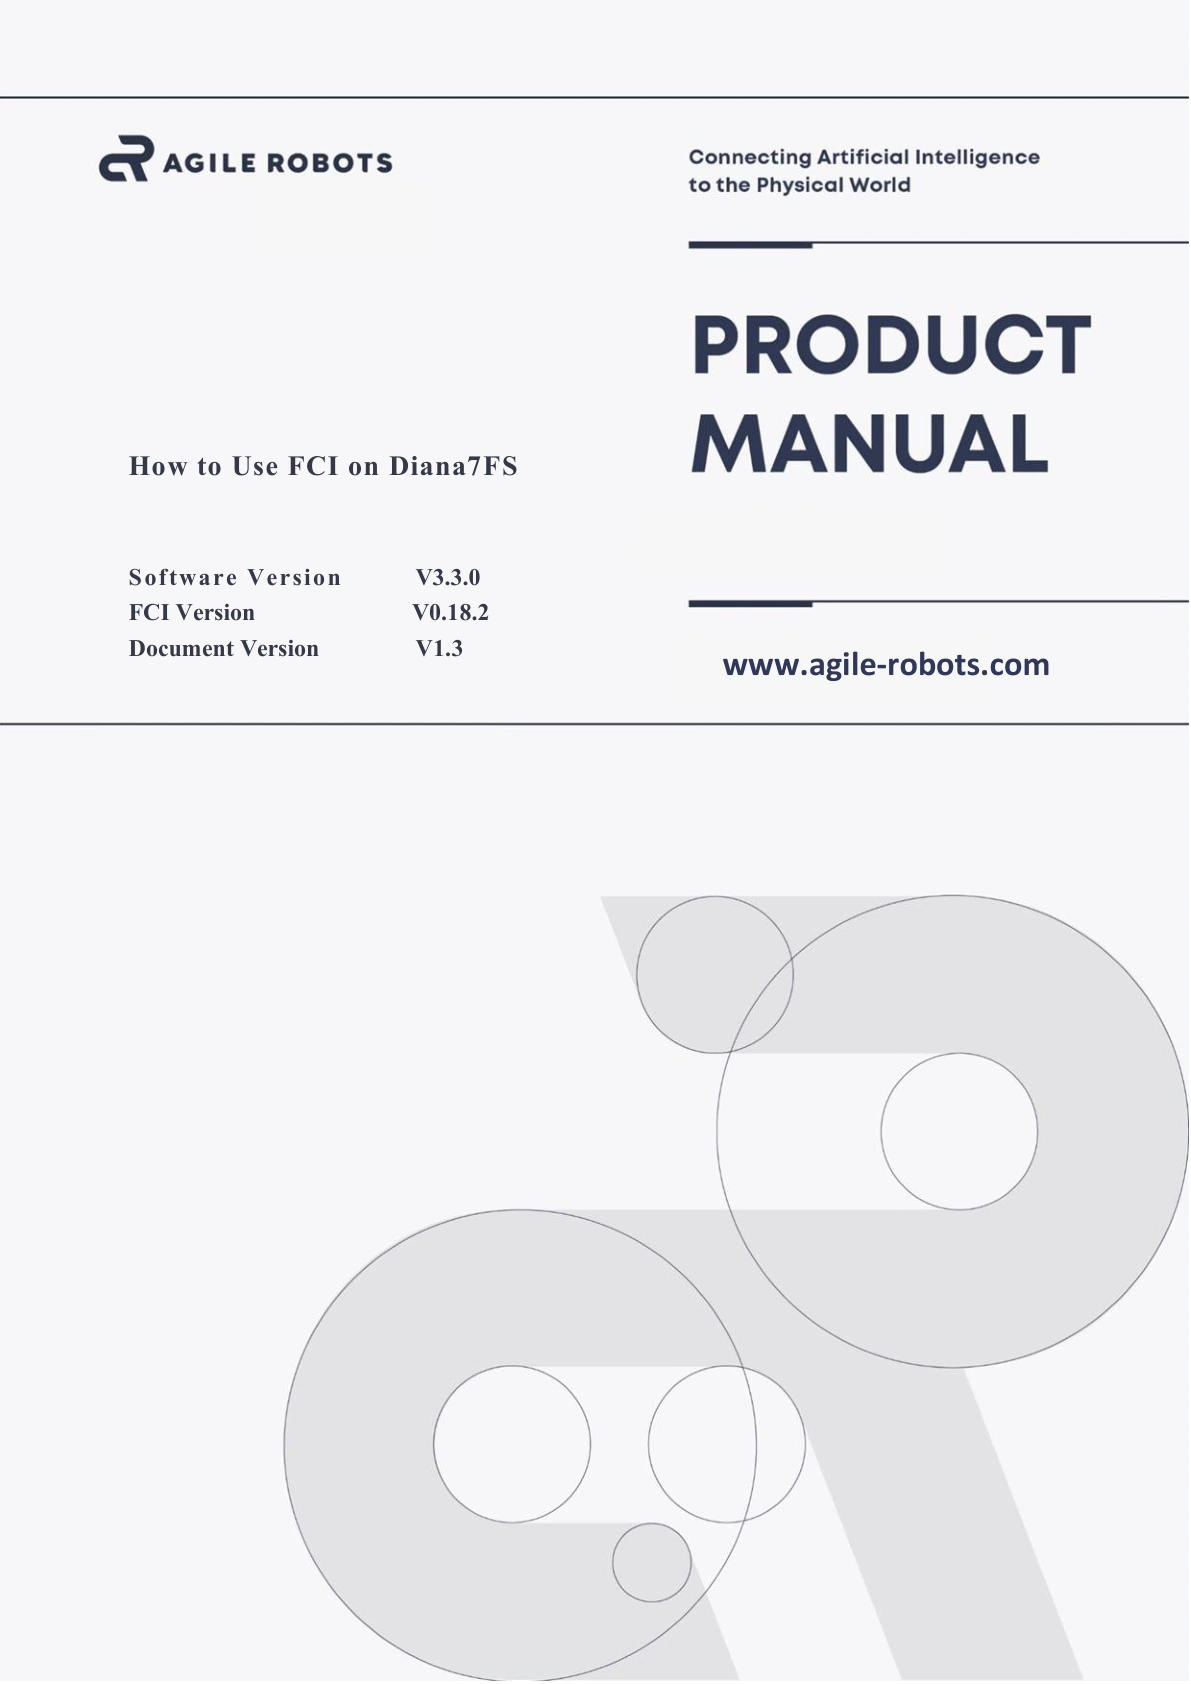 AGILE ROBOTS
Connecting Artificial Intelligence
to the Physical World
PRODUCT
MANUAL
How to Use FCI on Diana7FS
Software Version V3.3.0
FCI Version V0.18.2
Document Version V1.3
www.agile-robots.com